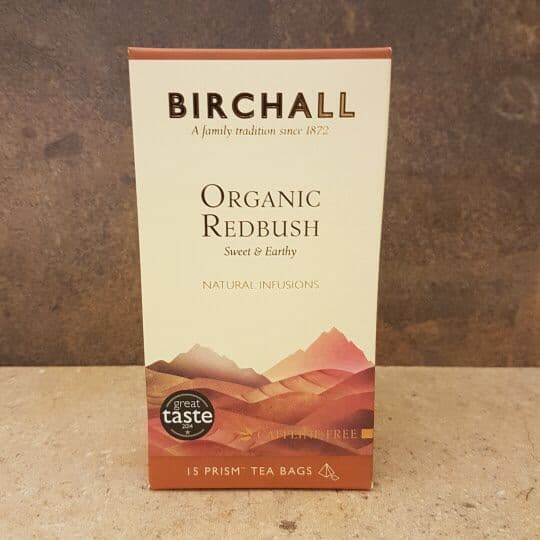 BIRCHALL
A family tradition since 1872
ORGANIC
REDBUSH
Sweet & Earthy
NATURAL INFUSIONS
great
taste
2014
CAFFEINE FREE
15 PRISM™ TEA BAGS